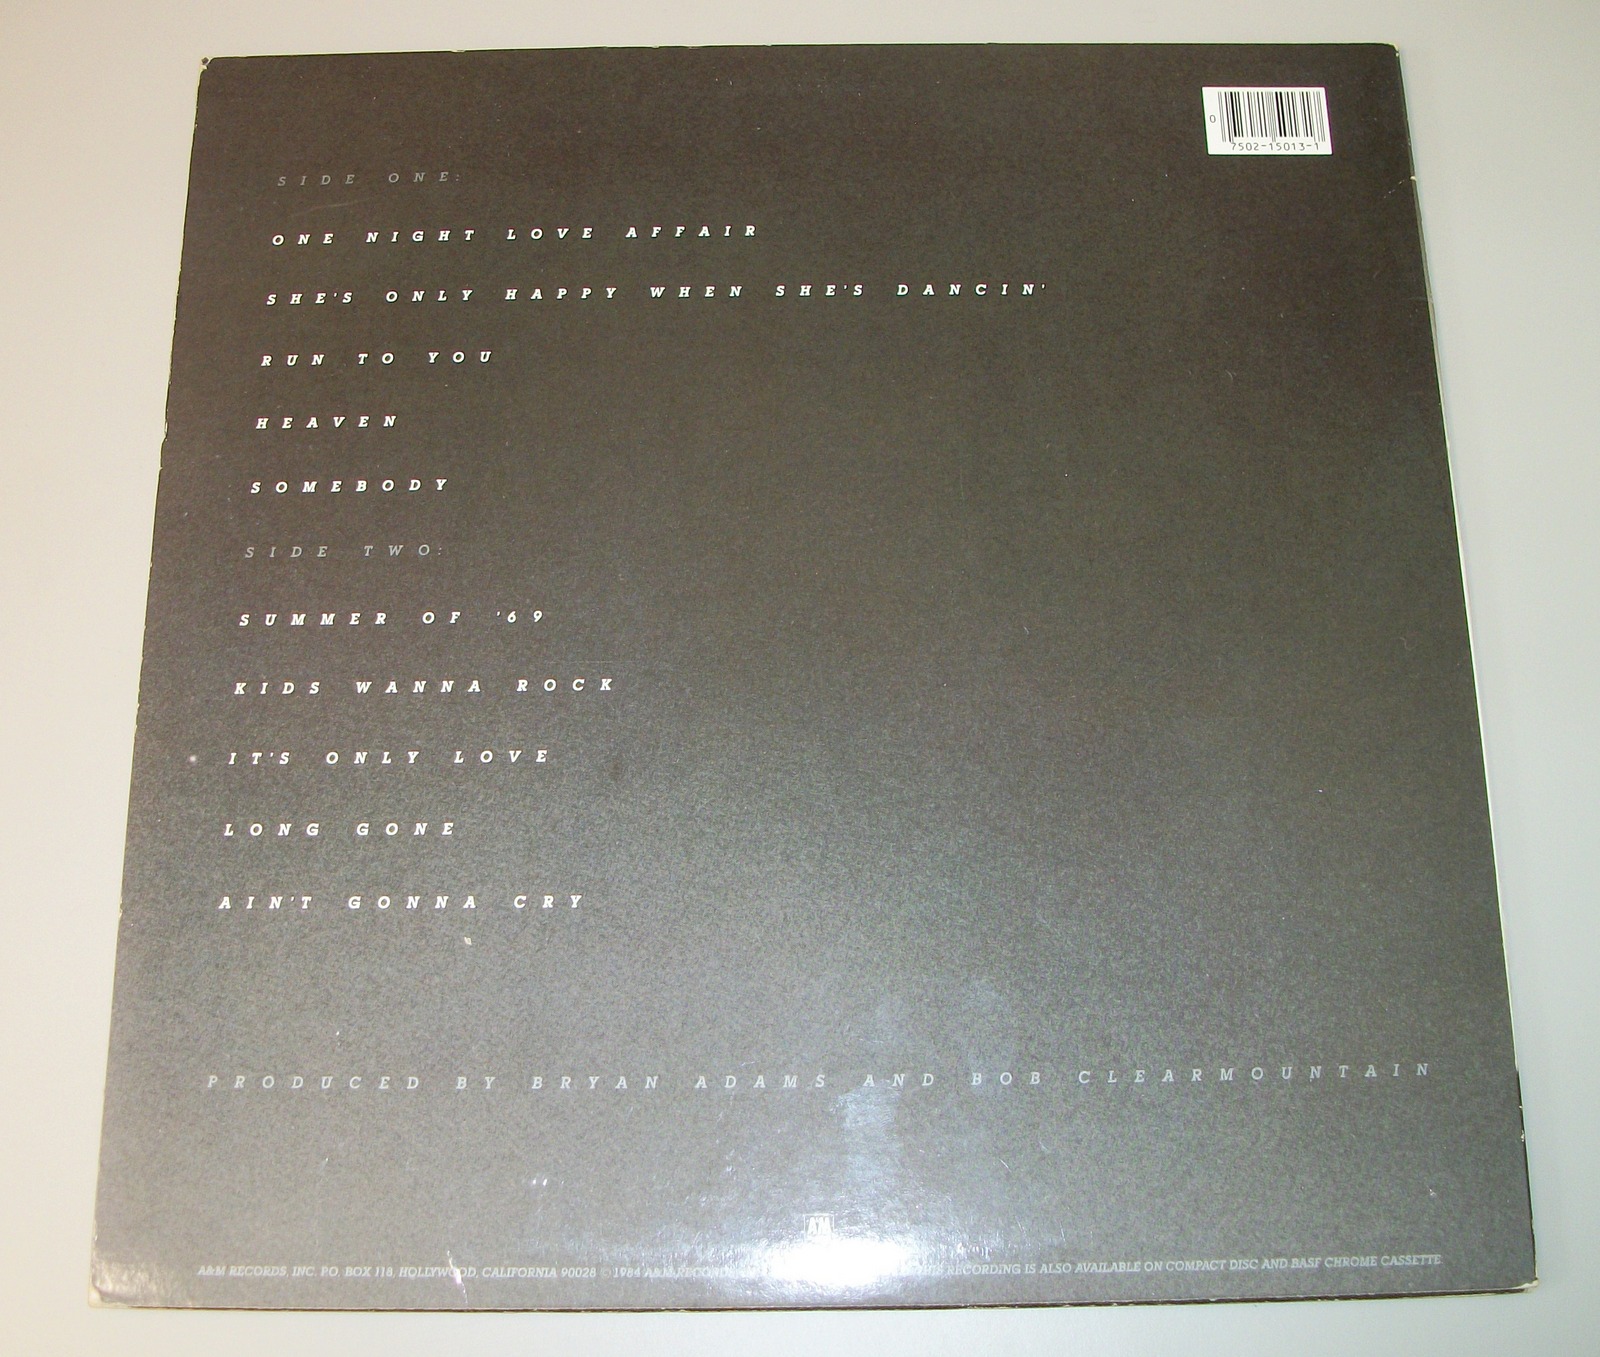 0
7502-15013-1
SIDE ONE:
ONE NIGHT LOVE AFFAIR
SHE'S ONLY HAPPY WHEN SHE'S DANCIN'
RUN TO YOU
HEAVEN
SOMEBODY
SIDE TWO:
SUMMER OF '69
KIDS WANNA ROCK
IT'S ONLY LOVE
LONG GONE
AIN'T GONNA CRY
PRODUCED BY BRYAN ADAMS AND BOB CLEARMOUNTAIN
A&M
A&M RECORDS, INC. P.O. BOX 118, HOLLYWOOD, CALIFORNIA 90028 © 1984 A&M RECORDS THIS RECORDING IS ALSO AVAILABLE ON COMPACT DISC AND BASF CHROME CASSETTE